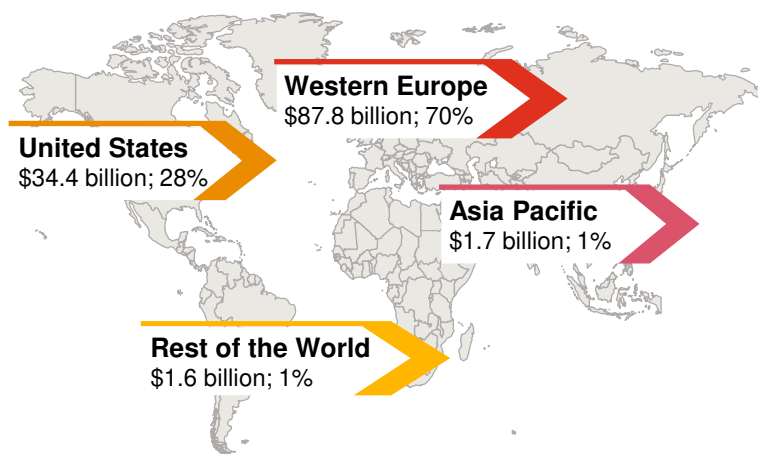 Western Europe
$87.8 billion; 70%
United States
$34.4 billion; 28%
Asia Pacific
$1.7 billion; 1%
Rest of the World
$1.6 billion; 1%